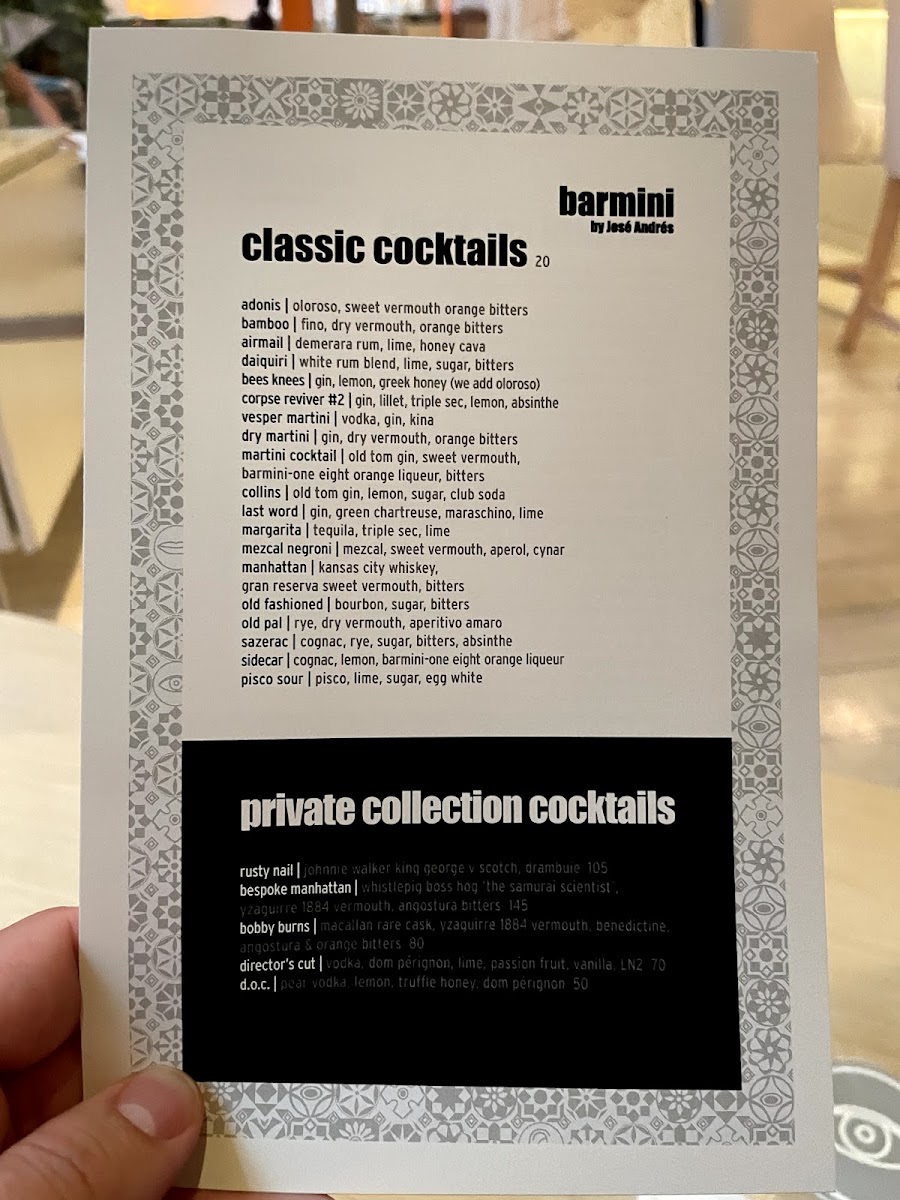 barmini
by José Andrés
classic cocktails 20
adonis | oloroso, sweet vermouth orange bitters
bamboo | fino, dry vermouth, orange bitters
airmail | demerara rum, lime, honey cava
daiquiri | white rum blend, lime, sugar, bitters
bees knees | gin, lemon, greek honey (we add oloroso)
corpse reviver #2 | gin, lillet, triple sec, lemon, absinthe
vesper martini | vodka, gin, kina
dry martini | gin, dry vermouth, orange bitters
martini cocktail | old tom gin, sweet vermouth,
barmini-one eight orange liqueur, bitters
collins | old tom gin, lemon, sugar, club soda
last word | gin, green chartreuse, maraschino, lime
margarita | tequila, triple sec, lime
mezcal negroni | mezcal, sweet vermouth, aperol, cynar
manhattan | kansas city whiskey,
gran reserva sweet vermouth, bitters
old fashioned | bourbon, sugar, bitters
old pal | rye, dry vermouth, aperitivo amaro
sazerac | cognac, rye, sugar, bitters, absinthe
sidecar | cognac, lemon, barmini-one eight orange liqueur
pisco sour | pisco, lime, sugar, egg white
private collection cocktails
rusty nail | johnnie walker king george v scotch, drambuie 105
bespoke manhattan | whistlepig boss hog 'the samurai scientist',
yzaguirre 1884 vermouth, angostura bitters 145
bobby burns | macallan rare cask, yzaguirre 1884 vermouth, benedictine,
angostura & orange bitters 80
director's cut | vodka, dom pérignon, lime, passion fruit, vanilla, LN2 70
d.o.c. | pear vodka, lemon, truffle honey, dom pérignon 50